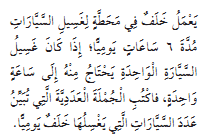 يَعْمَلُ خَلَفٌ فِي مَحَطَّةٍ لِغَسِيلِ السَّيَّارَاتِ
مُدَّةَ ٦ سَاعَاتٍ يَوْمِيًّا؛ إِذَا كَانَ غَسِيلُ
السَّيَّارَةِ الْوَاحِدَةِ يَحْتَاجُ مِنْهُ إِلَى سَاعَةٍ
وَاحِدَةٍ، فَاكْتُبِ الْجُمْلَةَ الْعَدَدِيَّةَ الَّتِي تُبَيِّنُ
عَدَدَ السَّيَّارَاتِ الَّتِي يَغْسِلُهَا خَلَفٌ يَوْمِيًّا.